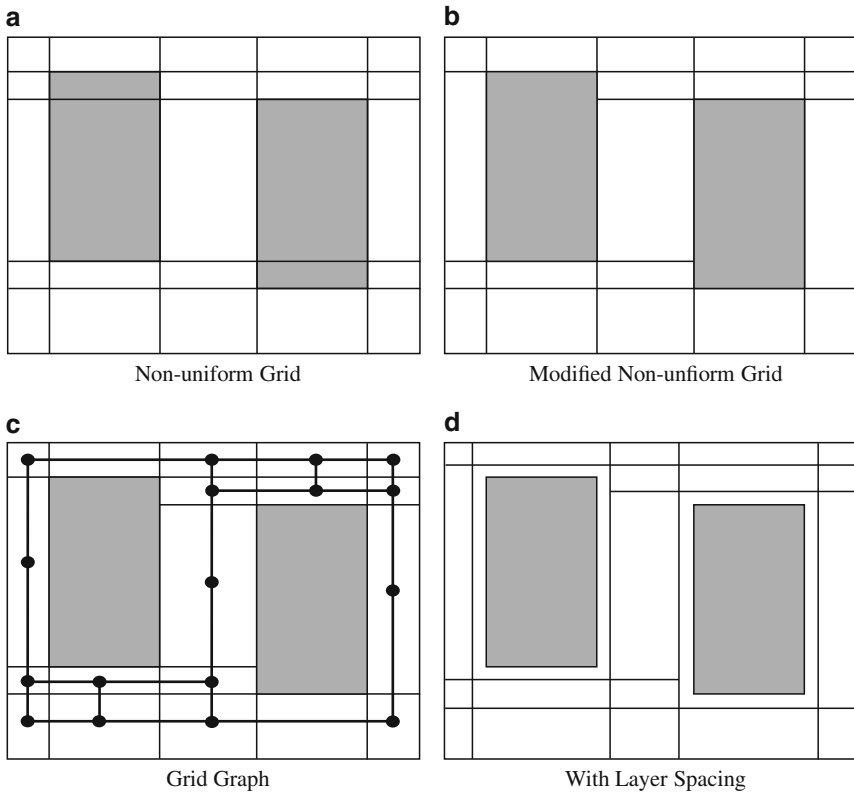 a
b
Non-uniform Grid
Modified Non-unfiorm Grid
c
d
Grid Graph
With Layer Spacing